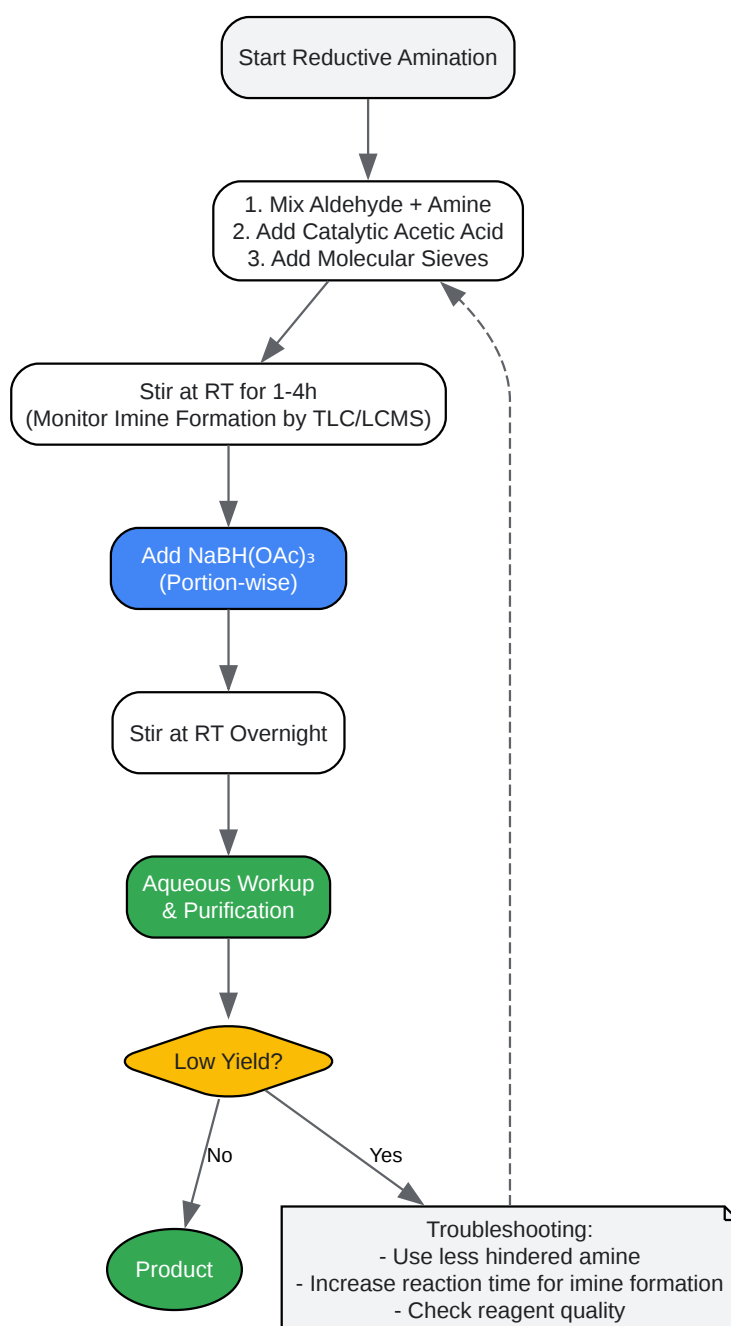 Start Reductive Amination
1. Mix Aldehyde + Amine
2. Add Catalytic Acetic Acid
3. Add Molecular Sieves
Stir at RT for 1-4h
(Monitor Imine Formation by TLC/LCMS)
Add NaBH(OAc)₃
(Portion-wise)
Stir at RT Overnight
Aqueous Workup
& Purification
Low Yield?
No
Yes
Product
Troubleshooting:
- Use less hindered amine
- Increase reaction time for imine formation
- Check reagent quality